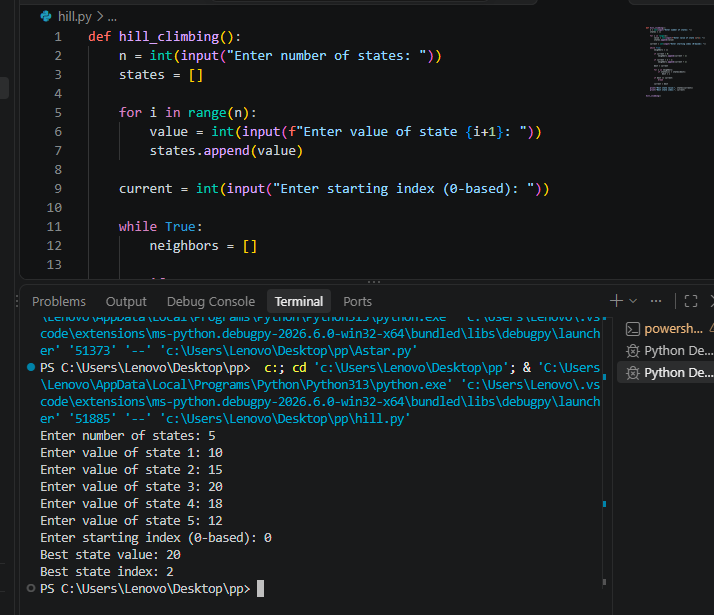 hill.py > ...
1 def hill_climbing():
2 n = int(input("Enter number of states: "))
3 states = []
4
5 for i in range(n):
6 value = int(input(f"Enter value of state {i+1}: "))
7 states.append(value)
8
9 current = int(input("Enter starting index (0-based): "))
10
11 while True:
12 neighbors = []
13
Problems Output Debug Console Terminal Ports
\Lenovo\AppData\Local\Programs\Python\Python313\python.exe' 'c:\Users\Lenovo\.vs
code\extensions\ms-python.debugpy-2026.6.0-win32-x64\bundled\libs\debugpy\launch
er' '51373' '--' 'c:\Users\Lenovo\Desktop\pp\Astar.py'
PS C:\Users\Lenovo\Desktop\pp> c:; cd 'c:\Users\Lenovo\Desktop\pp'; & 'C:\Users
\Lenovo\AppData\Local\Programs\Python\Python313\python.exe' 'c:\Users\Lenovo\.vs
code\extensions\ms-python.debugpy-2026.6.0-win32-x64\bundled\libs\debugpy\launch
er' '51885' '--' 'c:\Users\Lenovo\Desktop\pp\hill.py'
Enter number of states: 5
Enter value of state 1: 10
Enter value of state 2: 15
Enter value of state 3: 20
Enter value of state 4: 18
Enter value of state 5: 12
Enter starting index (0-based): 0
Best state value: 20
Best state index: 2
PS C:\Users\Lenovo\Desktop\pp>
powersh...
Python De...
Python De...